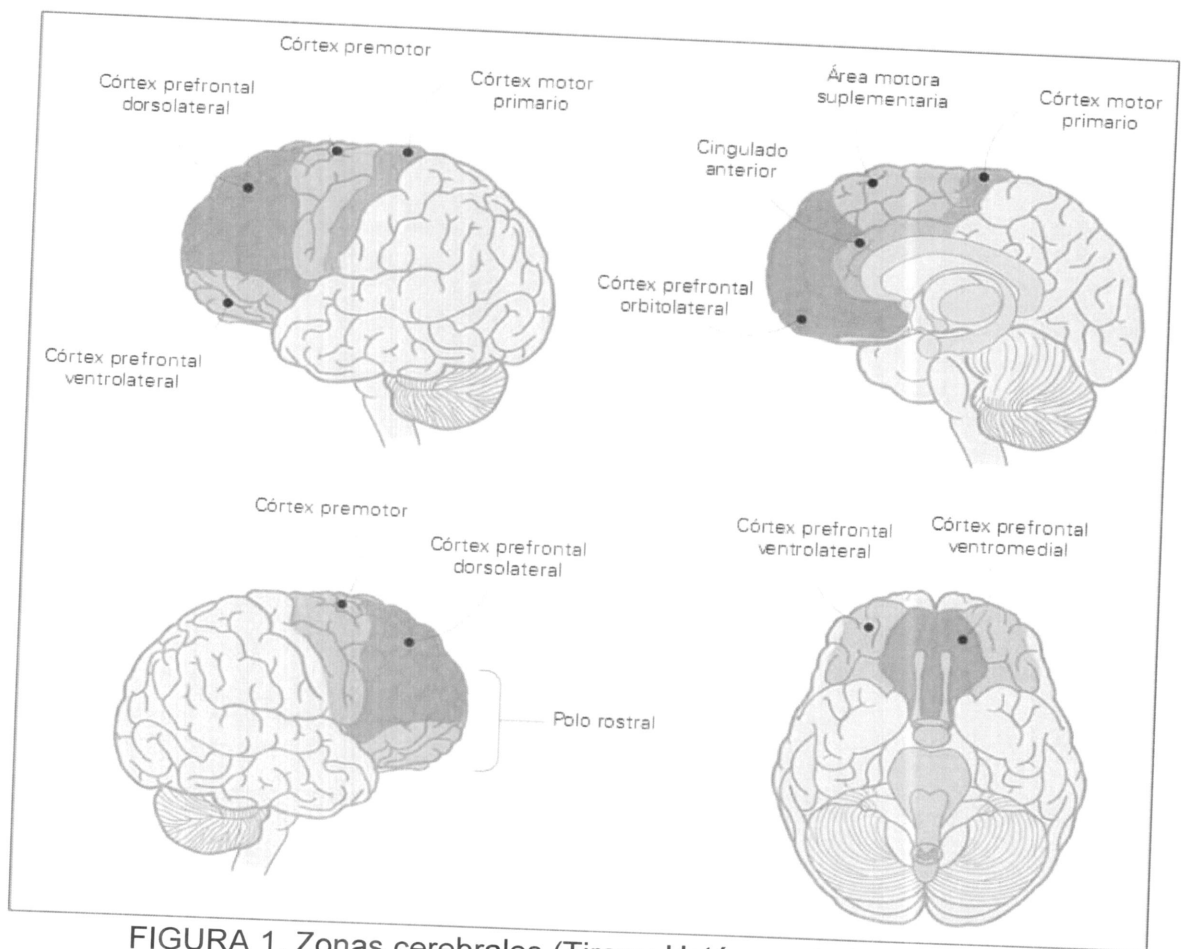 Córtex premotor
Córtex prefrontal
dorsolateral
Córtex motor
primario
Córtex prefrontal
ventrolateral
Área motora
suplementaria
Córtex motor
primario
Cingulado
anterior
Córtex prefrontal
orbitolateral
Córtex premotor
Córtex prefrontal
dorsolateral
Polo rostral
Córtex prefrontal
ventrolateral
Córtex prefrontal
ventromedial
FIGURA 1. Zonas cerebrales